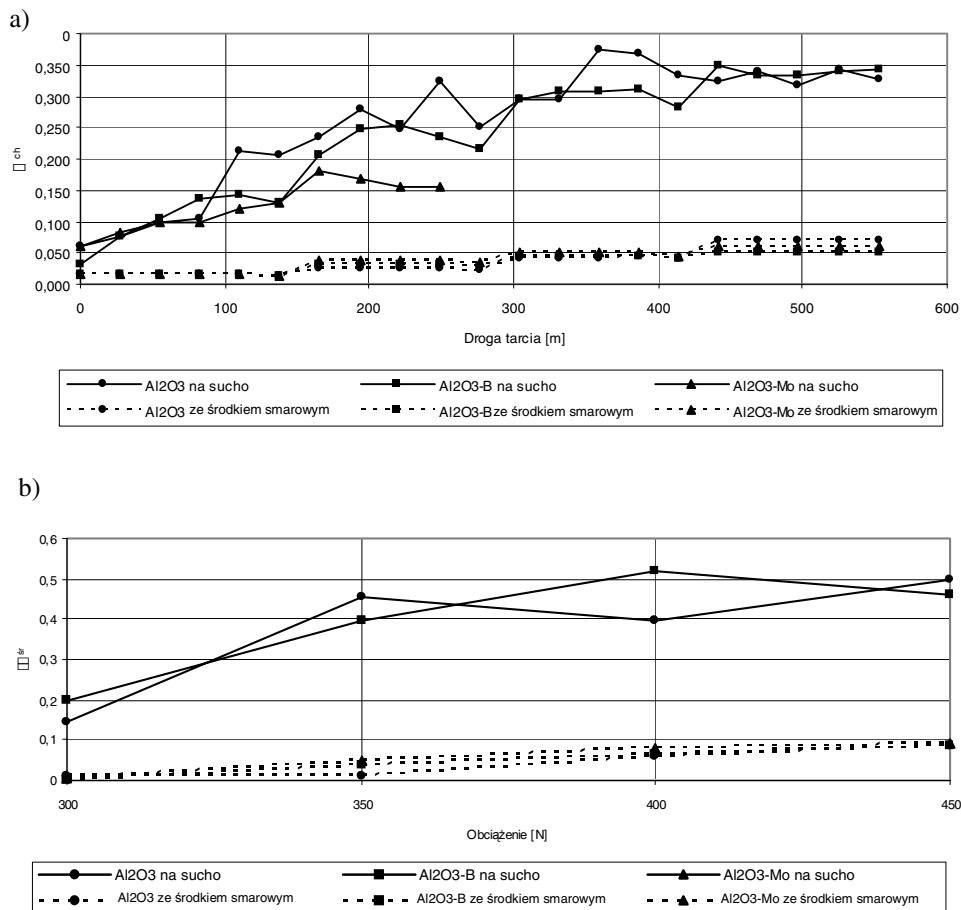 a)
0
0,350
0,300
0,250
0,200
0,150
0,100
0,050
0,000
ch
0 100 200 300 400 500 600
Droga tarcia [m]
Al2O3 na sucho Al2O3-B na sucho Al2O3-Mo na sucho
Al2O3 ze środkiem smarowym Al2O3-B ze środkiem smarowym Al2O3-Mo ze środkiem smarowym
b)
0,6
0,5
0,4
0,3
0,2
0,1
0
śr
300 350 400 450
Obciążenie [N]
Al2O3 na sucho Al2O3-B na sucho Al2O3-Mo na sucho
Al2O3 ze środkiem smarowym Al2O3-B ze środkiem smarowym Al2O3-Mo ze środkiem smarowym